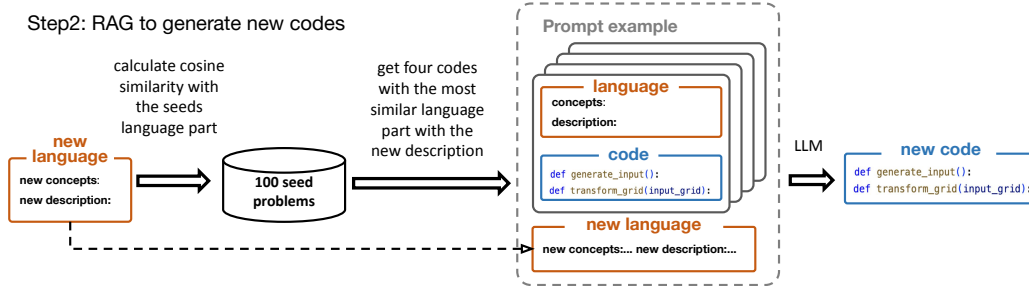 Step2: RAG to generate new codes
calculate cosine
similarity with
the seeds
language part
get four codes
with the most
similar language
part with the
new description
Prompt example
language
concepts:
description:
code
def generate_input():
def transform_grid(input_grid):
new language
new concepts:... new description:...
new
language
new concepts:
new description:
100 seed
problems
LLM
new code
def generate_input():
def transform_grid(input_grid):